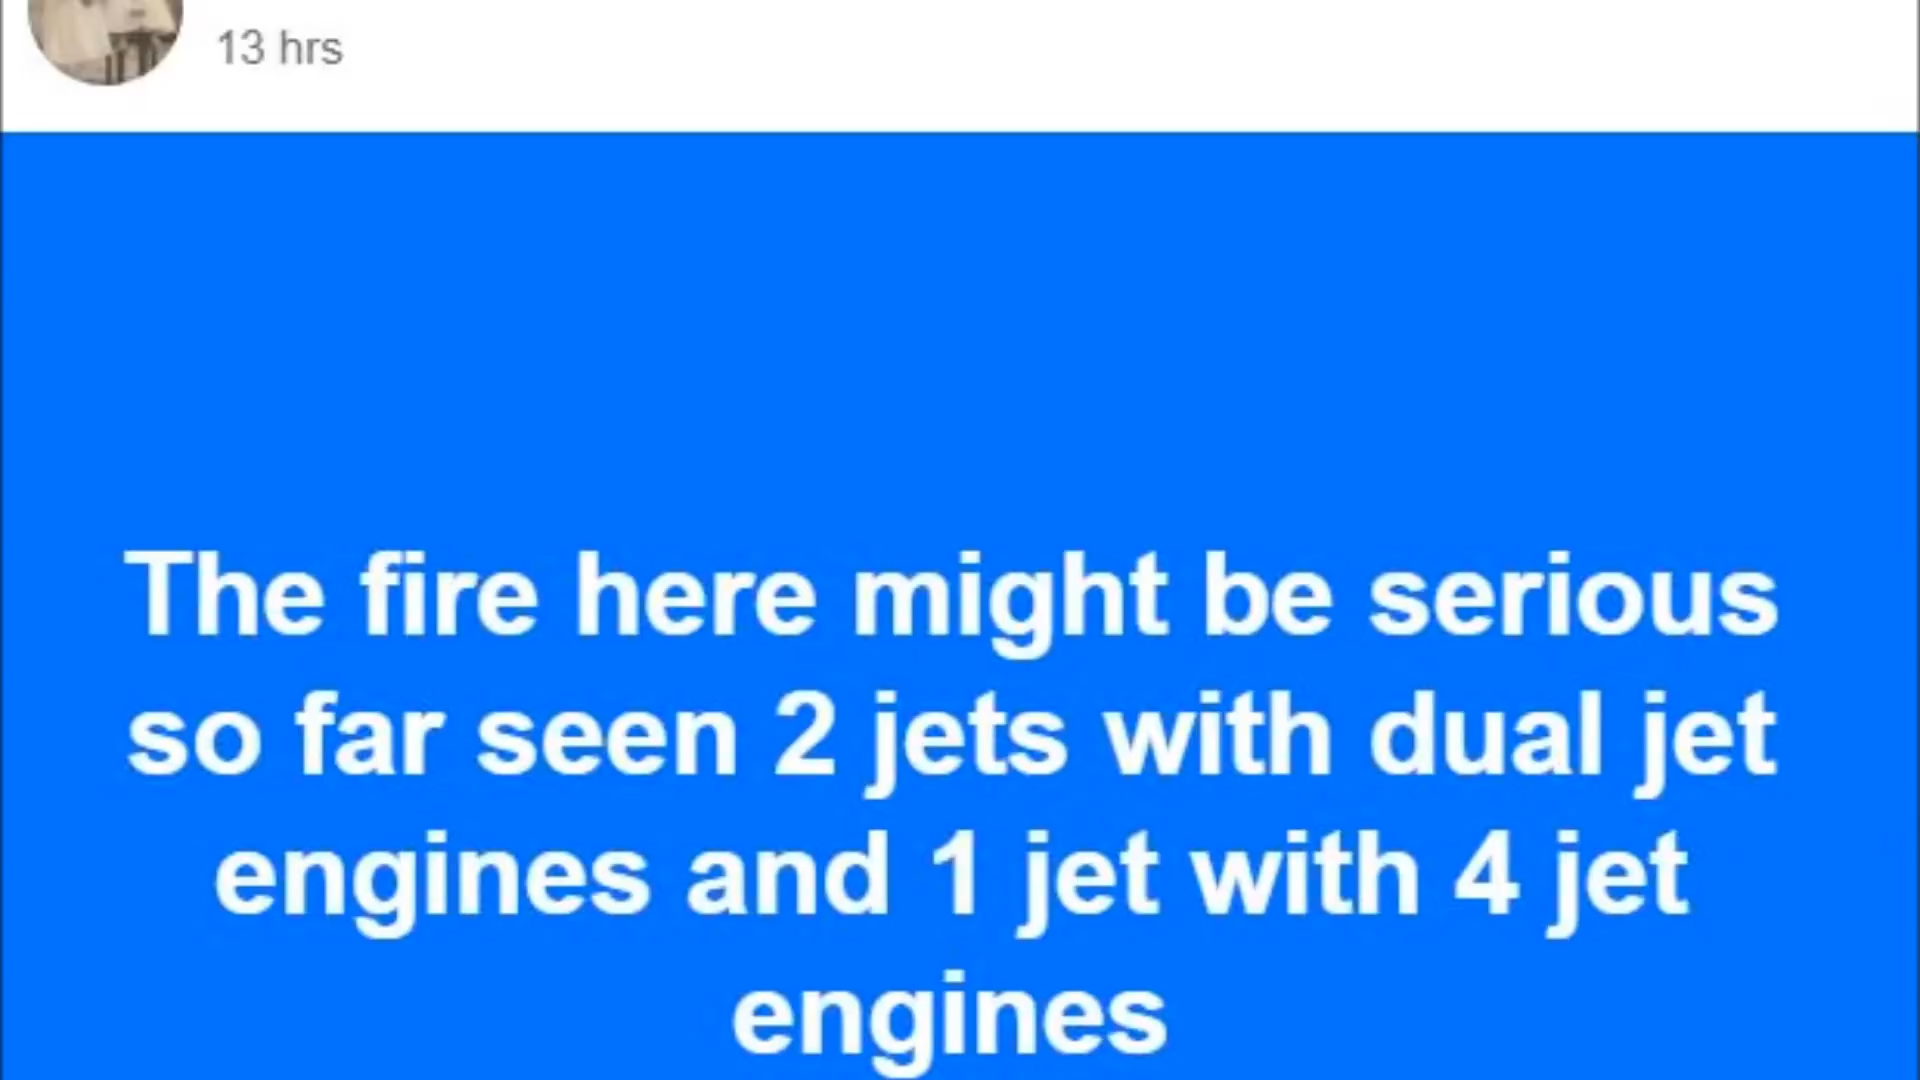 13 hrs
The fire here might be serious
so far seen 2 jets with dual jet
engines and 1 jet with 4 jet
engines